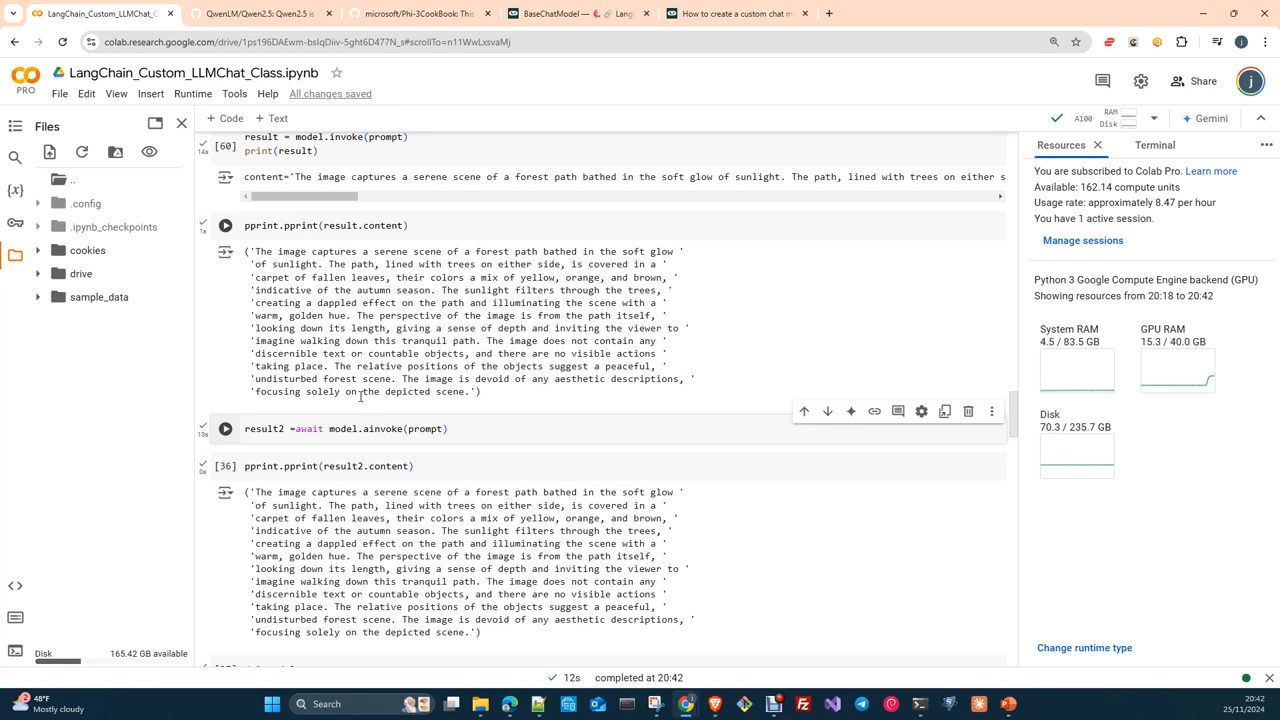 LangChain_Custom_LLMChat_C
QwenLM/Qwen2.5: Qwen2.5 is
microsoft/Phi-3CookBook: This
BaseChatModel — 🦜🔗 Lang
How to create a custom chat m
colab.research.google.com/drive/1ps196DAEwm-bsIqDiiv-5ght6D477N_s#scrollTo=n11WwLxsvaMj
PRO
LangChain_Custom_LLMChat_Class.ipynb
File Edit View Insert Runtime Tools Help All changes saved
Share
j
+ Code + Text
RAM
Disk
A100
Gemini
Files
..
.config
.ipynb_checkpoints
cookies
drive
sample_data
Disk
165.42 GB available
14s
[60]
result = model.invoke(prompt)
print(result)
content='The image captures a serene scene of a forest path bathed in the soft glow of sunlight. The path, lined with trees on either s
1s
pprint.pprint(result.content)
('The image captures a serene scene of a forest path bathed in the soft glow '
'of sunlight. The path, lined with trees on either side, is covered in a '
'carpet of fallen leaves, their colors a mix of yellow, orange, and brown, '
'indicative of the autumn season. The sunlight filters through the trees, '
'creating a dappled effect on the path and illuminating the scene with a '
'warm, golden hue. The perspective of the image is from the path itself, '
'looking down its length, giving a sense of depth and inviting the viewer to '
'imagine walking down this tranquil path. The image does not contain any '
'discernible text or countable objects, and there are no visible actions '
'taking place. The relative positions of the objects suggest a peaceful, '
'undisturbed forest scene. The image is devoid of any aesthetic descriptions, '
'focusing solely on the depicted scene.')
13s
result2 =await model.ainvoke(prompt)
0s
[36]
pprint.pprint(result2.content)
('The image captures a serene scene of a forest path bathed in the soft glow '
'of sunlight. The path, lined with trees on either side, is covered in a '
'carpet of fallen leaves, their colors a mix of yellow, orange, and brown, '
'indicative of the autumn season. The sunlight filters through the trees, '
'creating a dappled effect on the path and illuminating the scene with a '
'warm, golden hue. The perspective of the image is from the path itself, '
'looking down its length, giving a sense of depth and inviting the viewer to '
'imagine walking down this tranquil path. The image does not contain any '
'discernible text or countable objects, and there are no visible actions '
'taking place. The relative positions of the objects suggest a peaceful, '
'undisturbed forest scene. The image is devoid of any aesthetic descriptions, '
'focusing solely on the depicted scene.')
Resources
Terminal
You are subscribed to Colab Pro. Learn more
Available: 162.14 compute units
Usage rate: approximately 8.47 per hour
You have 1 active session.
Manage sessions
Python 3 Google Compute Engine backend (GPU)
Showing resources from 20:18 to 20:42
System RAM
4.5 / 83.5 GB
GPU RAM
15.3 / 40.0 GB
Disk
70.3 / 235.7 GB
Change runtime type
12s completed at 20:42
48°F
Mostly cloudy
Search
20:42
25/11/2024